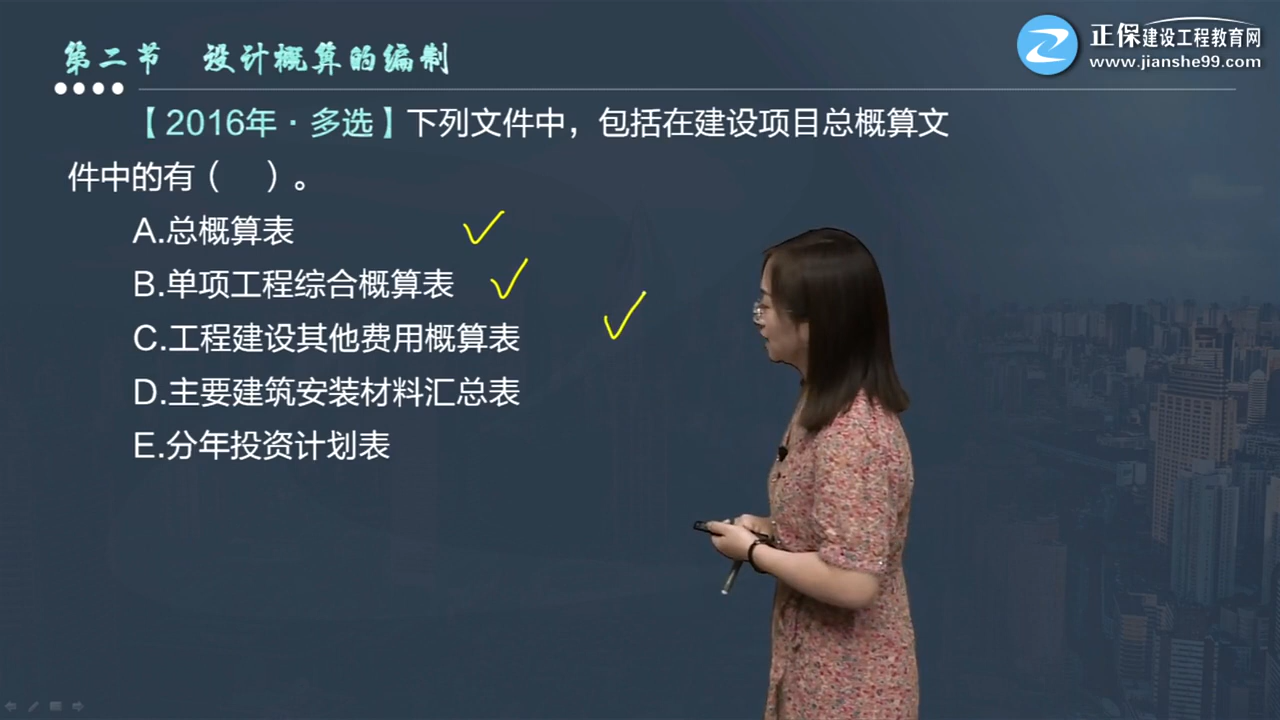 第二节 设计概算的编制
正保建设工程教育网
www.jianshe99.com
【2016年·多选】下列文件中，包括在建设项目总概算文
件中的有（ ）。
A.总概算表
B.单项工程综合概算表
C.工程建设其他费用概算表
D.主要建筑安装材料汇总表
E.分年投资计划表